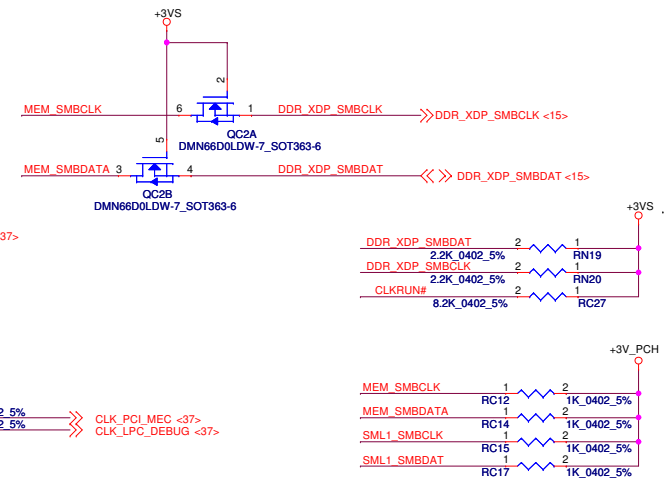 +3VS
2
MEM_SMBCLK 6 1 DDR_XDP_SMBCLK DDR_XDP_SMBCLK <15>
QC2A
DMN66D0LDW-7_SOT363-6
5
MEM_SMBDATA 3 4 DDR_XDP_SMBDAT DDR_XDP_SMBDAT <15>
QC2B
DMN66D0LDW-7_SOT363-6
+3VS
37>
DDR_XDP_SMBDAT 2 1
2.2K_0402_5% RN19
DDR_XDP_SMBCLK 2 1
2.2K_0402_5% RN20
CLKRUN# 2 1
8.2K_0402_5% RC27
+3V_PCH
MEM_SMBCLK 1 2
RC12 1K_0402_5%
MEM_SMBDATA 1 2
RC14 1K_0402_5%
SML1_SMBCLK 1 2
RC15 1K_0402_5%
SML1_SMBDAT 1 2
RC17 1K_0402_5%
2_5% CLK_PCI_MEC <37>
2_5% CLK_LPC_DEBUG <37>